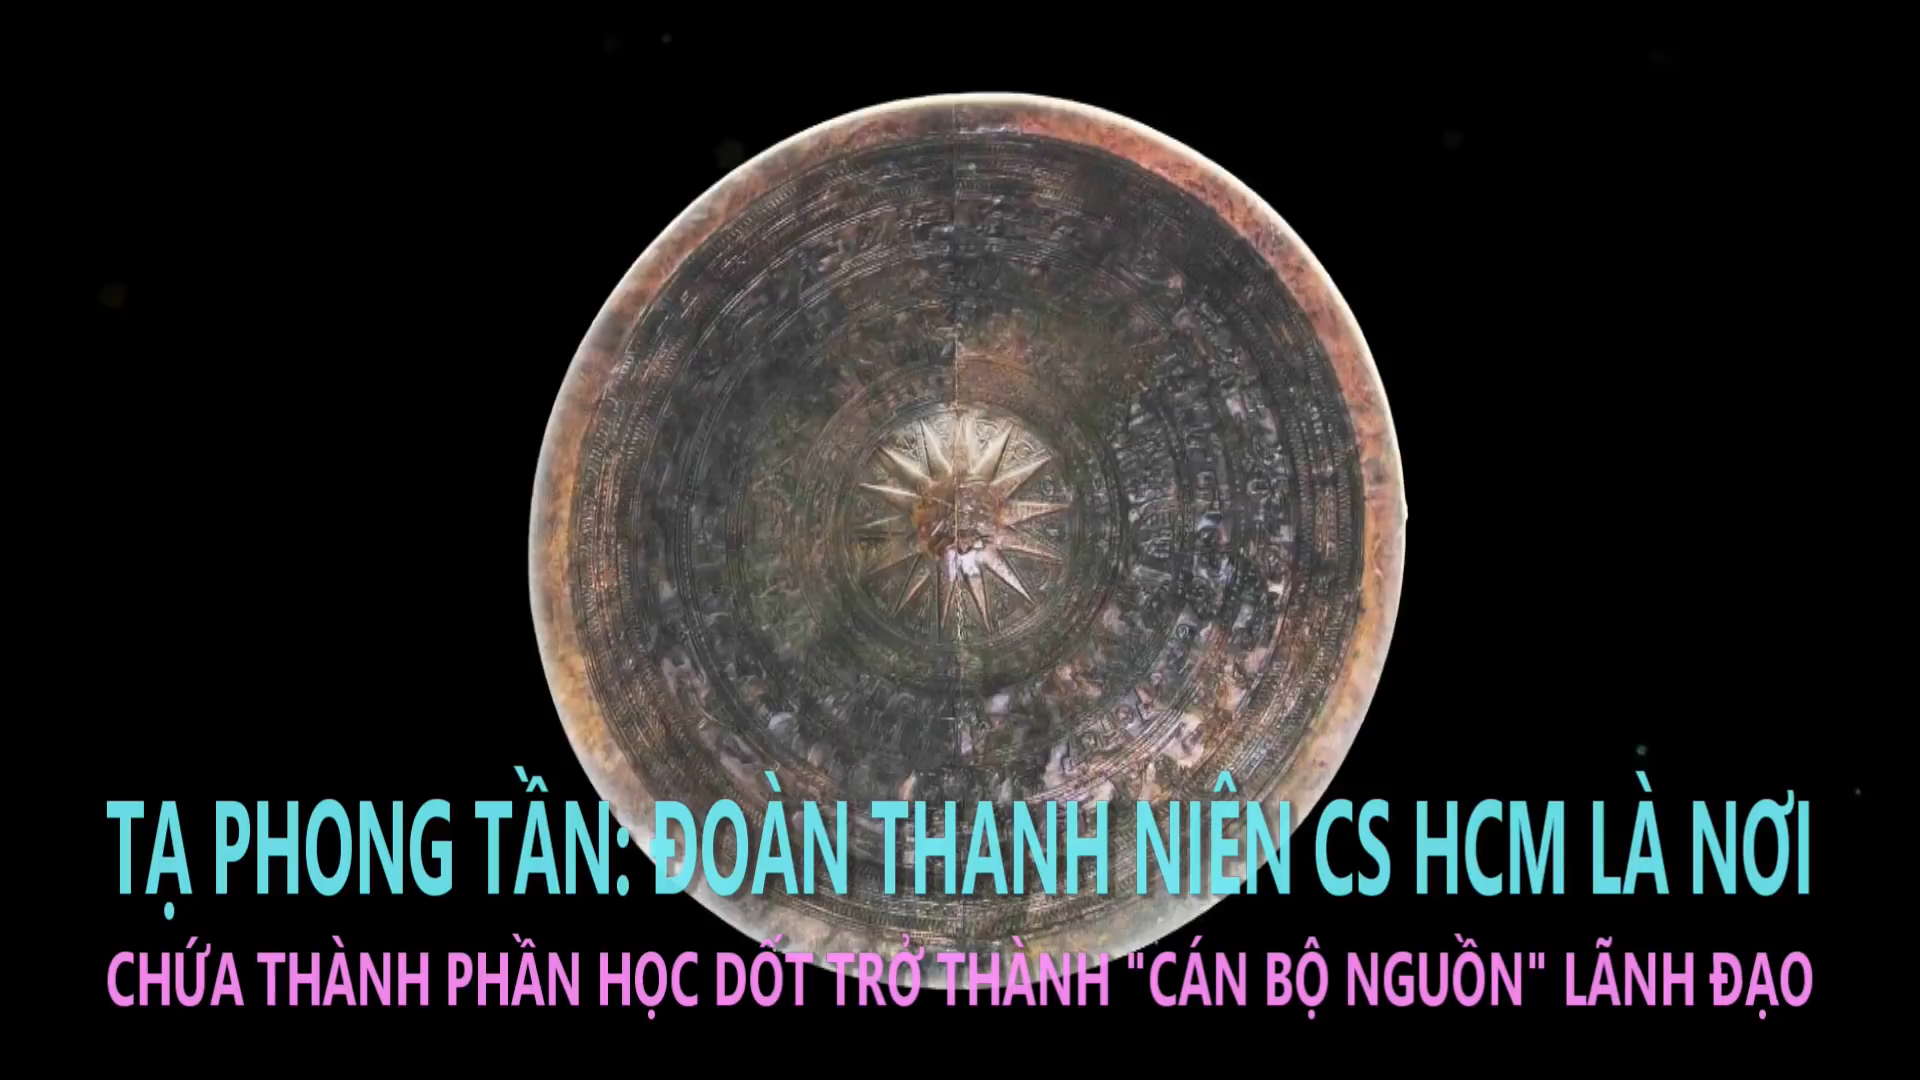 TẠ PHONG TẦN: ĐOÀN THANH NIÊN CS HCM LÀ NƠI
CHỨA THÀNH PHẦN HỌC DỐT TRỞ THÀNH "CÁN BỘ NGUỒN" LÃNH ĐẠO